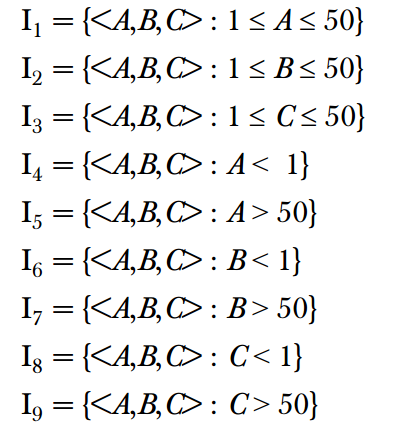 I₁ = {<A,B,C> : 1 ≤ A ≤ 50}
I₂ = {<A,B,C> : 1 ≤ B ≤ 50}
I₃ = {<A,B,C> : 1 ≤ C ≤ 50}
I₄ = {<A,B,C> : A < 1}
I₅ = {<A,B,C> : A > 50}
I₆ = {<A,B,C> : B < 1}
I₇ = {<A,B,C> : B > 50}
I₈ = {<A,B,C> : C < 1}
I₉ = {<A,B,C> : C > 50}